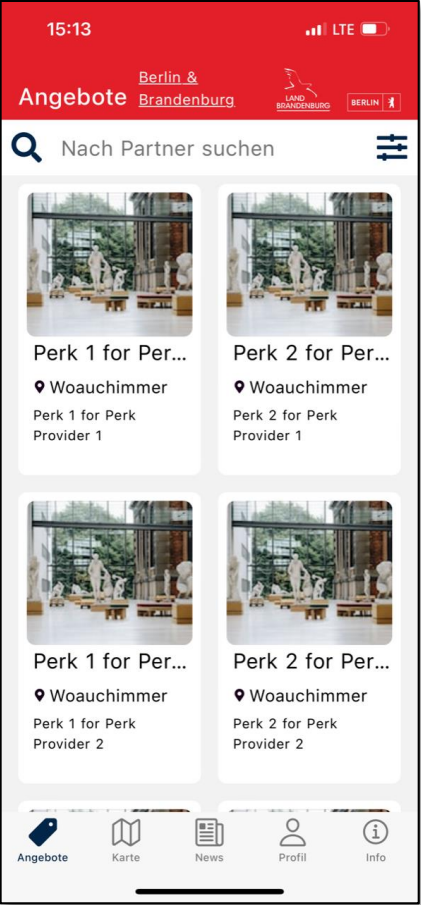 15:13
LTE
Angebote
Berlin &
Brandenburg
LAND
BRANDENBURG
BERLIN
Nach Partner suchen
Perk 1 for Per...
Woauchimmer
Perk 1 for Perk
Provider 1
Perk 2 for Per...
Woauchimmer
Perk 2 for Perk
Provider 1
Perk 1 for Per...
Woauchimmer
Perk 1 for Perk
Provider 2
Perk 2 for Per...
Woauchimmer
Perk 2 for Perk
Provider 2
Angebote
Karte
News
Profil
Info